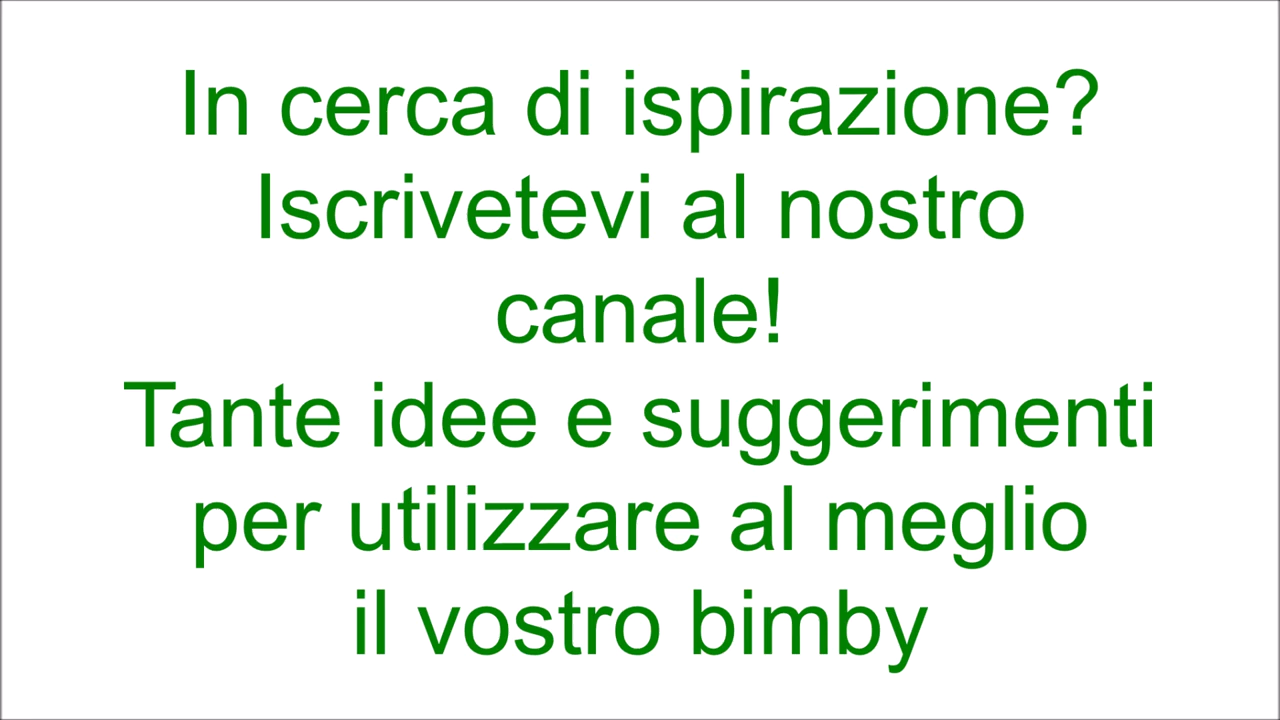 In cerca di ispirazione?
Iscrivetevi al nostro
canale!
Tante idee e suggerimenti
per utilizzare al meglio
il vostro bimby